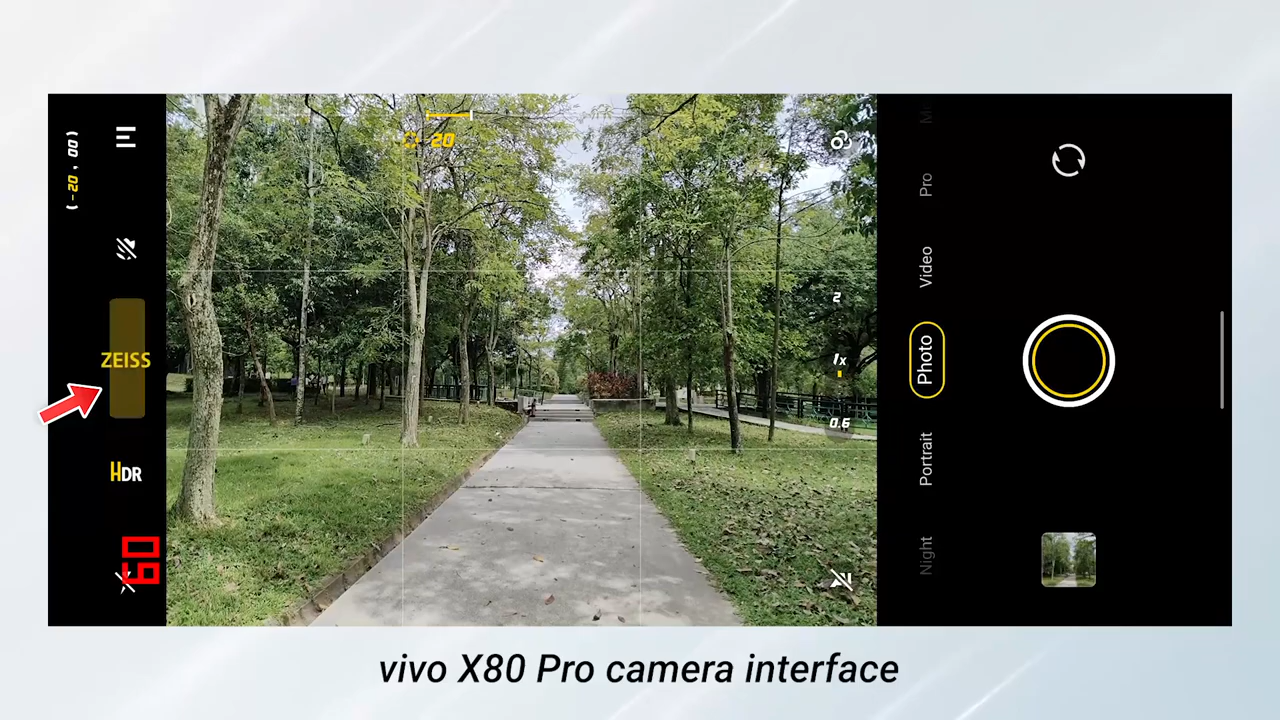 (-20 , 00)
ZEISS
HDR
60
-20
2
1x
0.6
Pro
Video
Photo
Portrait
Night
vivo X80 Pro camera interface